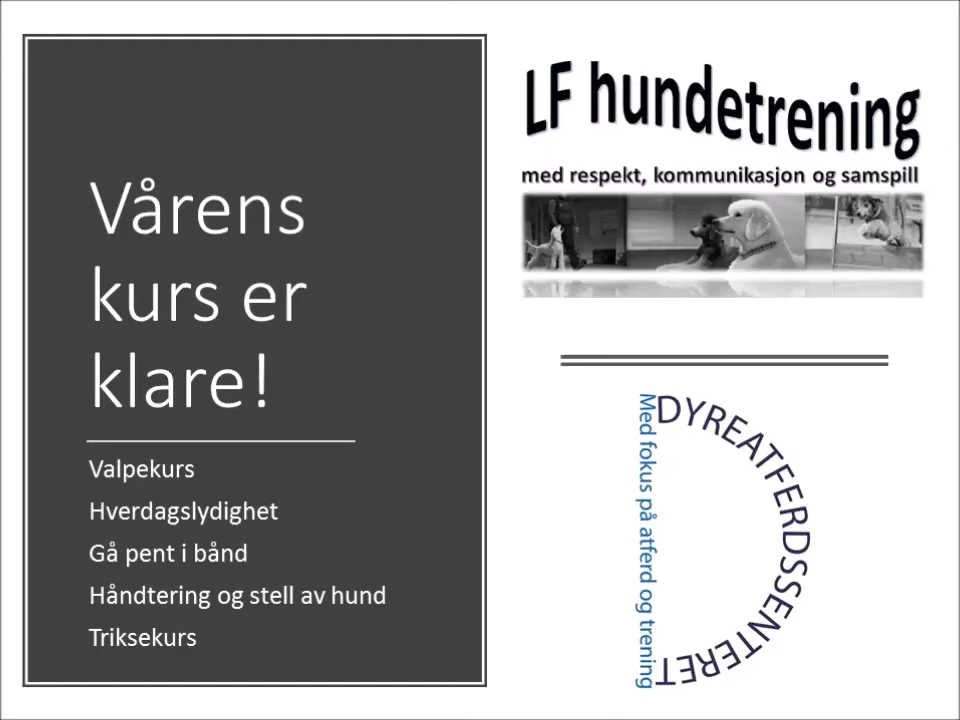 Vårens
kurs er
klare!
Valpekurs
Hverdagslydighet
Gå pent i bånd
Håndtering og stell av hund
Triksekurs
LF hundetrening
med respekt, kommunikasjon og samspill
DYREATFERDSSENTERET
Med fokus på atferd og trening